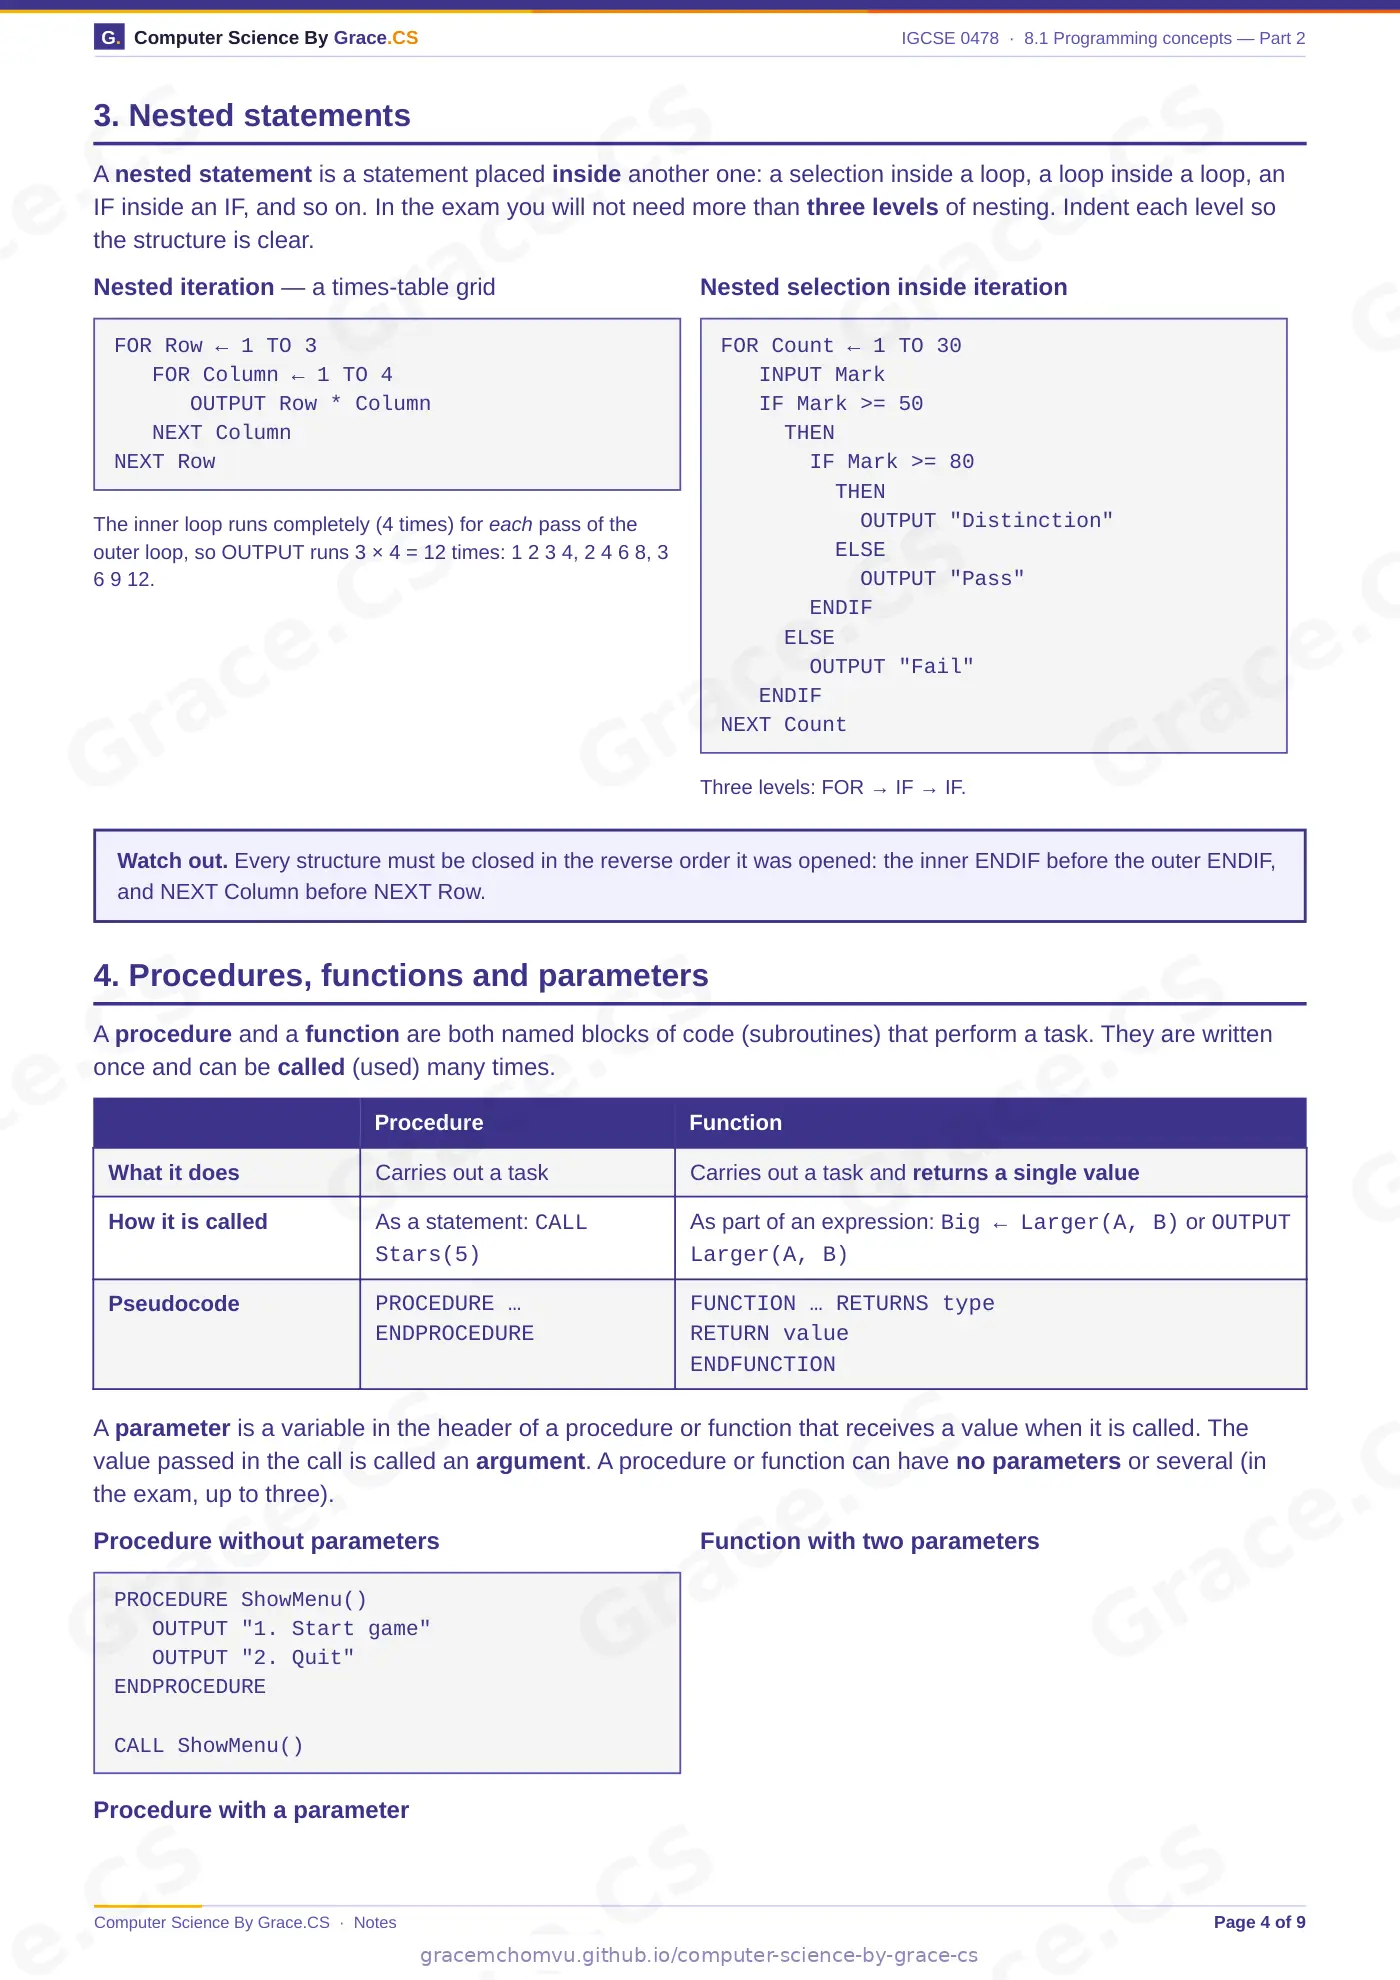 G. Computer Science By Grace.CS
IGCSE 0478 · 8.1 Programming concepts — Part 2
3. Nested statements
A nested statement is a statement placed inside another one: a selection inside a loop, a loop inside a loop, an
IF inside an IF, and so on. In the exam you will not need more than three levels of nesting. Indent each level so
the structure is clear.
Nested iteration — a times-table grid
FOR Row ← 1 TO 3
   FOR Column ← 1 TO 4
      OUTPUT Row * Column
   NEXT Column
NEXT Row
The inner loop runs completely (4 times) for each pass of the
outer loop, so OUTPUT runs 3 × 4 = 12 times: 1 2 3 4, 2 4 6 8, 3
6 9 12.
Nested selection inside iteration
FOR Count ← 1 TO 30
   INPUT Mark
   IF Mark >= 50
     THEN
       IF Mark >= 80
         THEN
           OUTPUT "Distinction"
         ELSE
           OUTPUT "Pass"
       ENDIF
     ELSE
       OUTPUT "Fail"
   ENDIF
NEXT Count
Three levels: FOR → IF → IF.
Watch out. Every structure must be closed in the reverse order it was opened: the inner ENDIF before the outer ENDIF,
and NEXT Column before NEXT Row.
4. Procedures, functions and parameters
A procedure and a function are both named blocks of code (subroutines) that perform a task. They are written
once and can be called (used) many times.
Procedure Function
What it does Carries out a task Carries out a task and returns a single value
How it is called As a statement: CALL As part of an expression: Big ← Larger(A, B) or OUTPUT
Stars(5) Larger(A, B)
Pseudocode PROCEDURE … FUNCTION … RETURNS type
ENDPROCEDURE RETURN value
ENDFUNCTION
A parameter is a variable in the header of a procedure or function that receives a value when it is called. The
value passed in the call is called an argument. A procedure or function can have no parameters or several (in
the exam, up to three).
Procedure without parameters
PROCEDURE ShowMenu()
   OUTPUT "1. Start game"
   OUTPUT "2. Quit"
ENDPROCEDURE
CALL ShowMenu()
Procedure with a parameter
Function with two parameters
Computer Science By Grace.CS · Notes
Page 4 of 9
gracemchomvu.github.io/computer-science-by-grace-cs